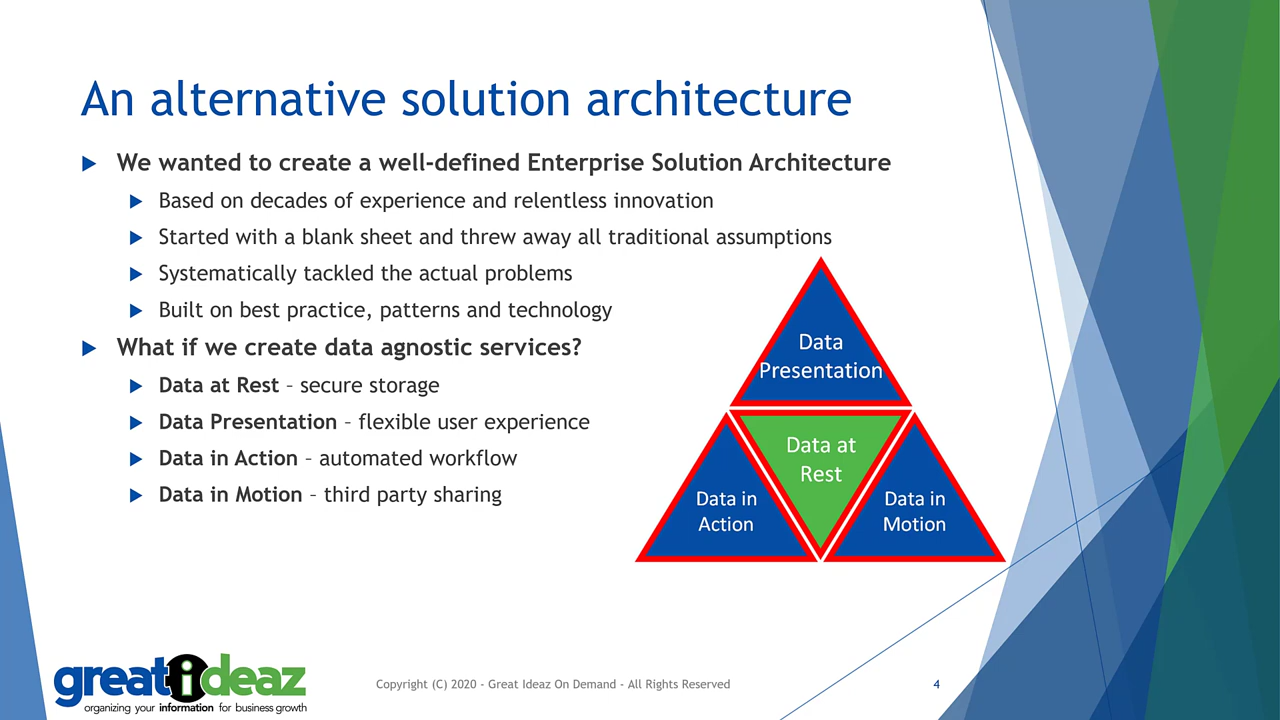 An alternative solution architecture
We wanted to create a well-defined Enterprise Solution Architecture
Based on decades of experience and relentless innovation
Started with a blank sheet and threw away all traditional assumptions
Systematically tackled the actual problems
Built on best practice, patterns and technology
What if we create data agnostic services?
Data at Rest – secure storage
Data Presentation – flexible user experience
Data in Action – automated workflow
Data in Motion – third party sharing
Data
Presentation
Data at
Rest
Data in
Action
Data in
Motion
greatideaz
organizing your information for business growth
Copyright (C) 2020 - Great Ideaz On Demand - All Rights Reserved
4